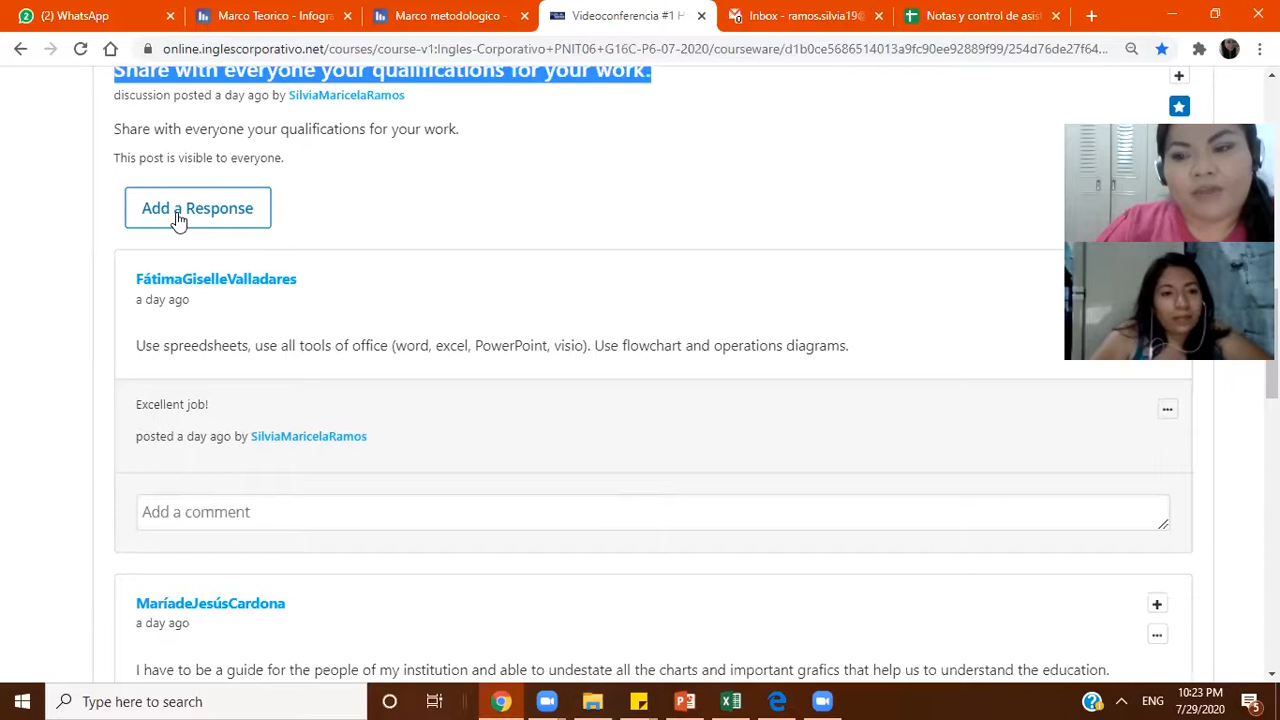 (2) WhatsApp
Marco Teorico - Infogra
Marco metodologico -
Videoconferencia #1 H
Inbox - ramos.silvia19@
Notas y control de asist
online.inglescorporativo.net/courses/course-v1:Ingles-Corporativo+PNIT06+G16C-P6-07-2020/courseware/d1b0ce5686514013a9fc90ee92889f99/254d76de27f64...
Share with everyone your qualifications for your work.
discussion posted a day ago by SilviaMaricelaRamos
Share with everyone your qualifications for your work.
This post is visible to everyone.
Add a Response
FátimaGiselleValladares
a day ago
Use spreedsheets, use all tools of office (word, excel, PowerPoint, visio). Use flowchart and operations diagrams.
Excellent job!
posted a day ago by SilviaMaricelaRamos
Add a comment
MaríadeJesúsCardona
a day ago
I have to be a guide for the people of my institution and able to undestate all the charts and important grafics that help us to understand the education.
Type here to search
ENG
10:23 PM
7/29/2020
5